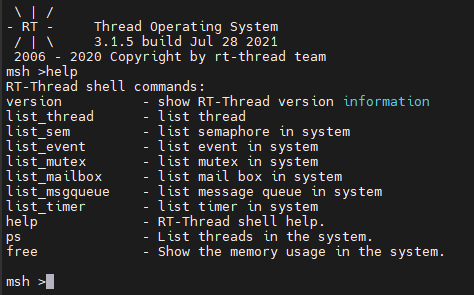 \ | /
- RT -     Thread Operating System
 / | \     3.1.5 build Jul 28 2021
 2006 - 2020 Copyright by rt-thread team
msh >help
RT-Thread shell commands:
version          - show RT-Thread version information
list_thread      - list thread
list_sem         - list semaphore in system
list_event       - list event in system
list_mutex       - list mutex in system
list_mailbox     - list mail box in system
list_msgqueue    - list message queue in system
list_timer       - list timer in system
help             - RT-Thread shell help.
ps               - List threads in the system.
free             - Show the memory usage in the system.

msh >